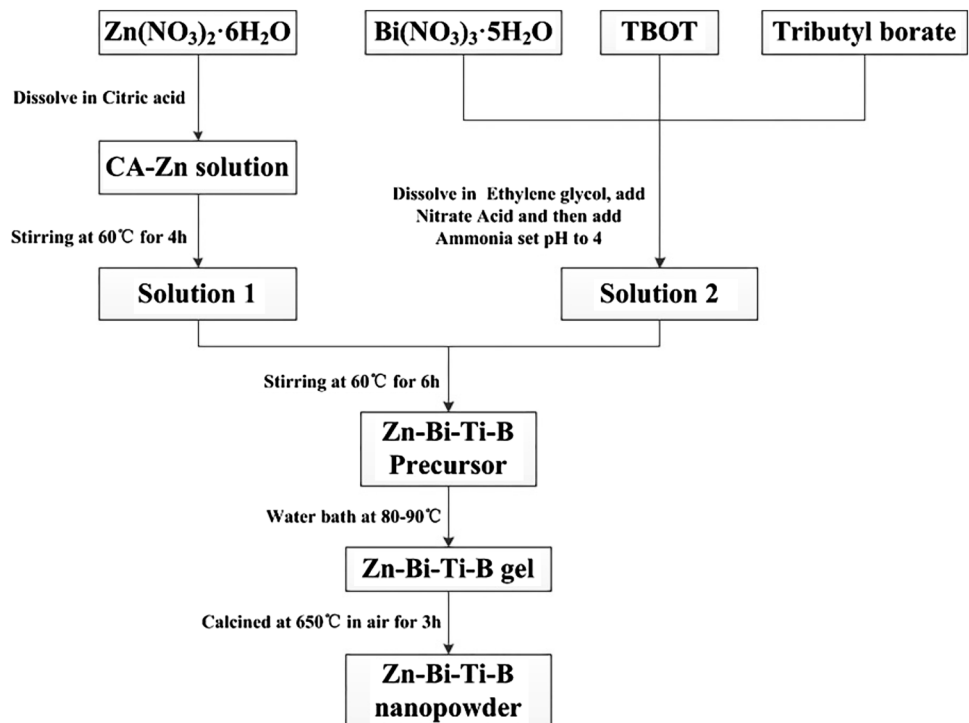 Zn(NO3)2·6H2O
Bi(NO3)3·5H2O
TBOT
Tributyl borate
Dissolve in Citric acid
CA-Zn solution
Dissolve in Ethylene glycol, add
Nitrate Acid and then add
Ammonia set pH to 4
Stirring at 60℃ for 4h
Solution 1
Solution 2
Stirring at 60℃ for 6h
Zn-Bi-Ti-B
Precursor
Water bath at 80-90℃
Zn-Bi-Ti-B gel
Calcined at 650℃ in air for 3h
Zn-Bi-Ti-B
nanopowder